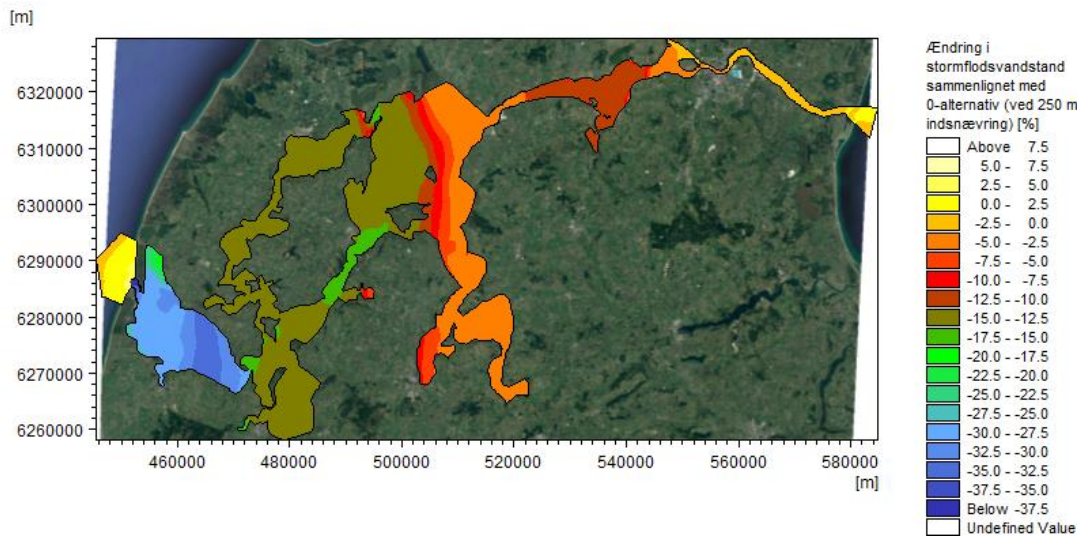 [m]
6320000
6310000
6300000
6290000
6280000
6270000
6260000
460000 480000 500000 520000 540000 560000 580000
[m]
Ændring i
stormflodsvandstand
sammenlignet med
0-alternativ (ved 250 m
indsnævring) [%]
Above 7.5
5.0 - 7.5
2.5 - 5.0
0.0 - 2.5
-2.5 - 0.0
-5.0 - -2.5
-7.5 - -5.0
-10.0 - -7.5
-12.5 - -10.0
-15.0 - -12.5
-17.5 - -15.0
-20.0 - -17.5
-22.5 - -20.0
-25.0 - -22.5
-27.5 - -25.0
-30.0 - -27.5
-32.5 - -30.0
-35.0 - -32.5
-37.5 - -35.0
Below -37.5
Undefined Value